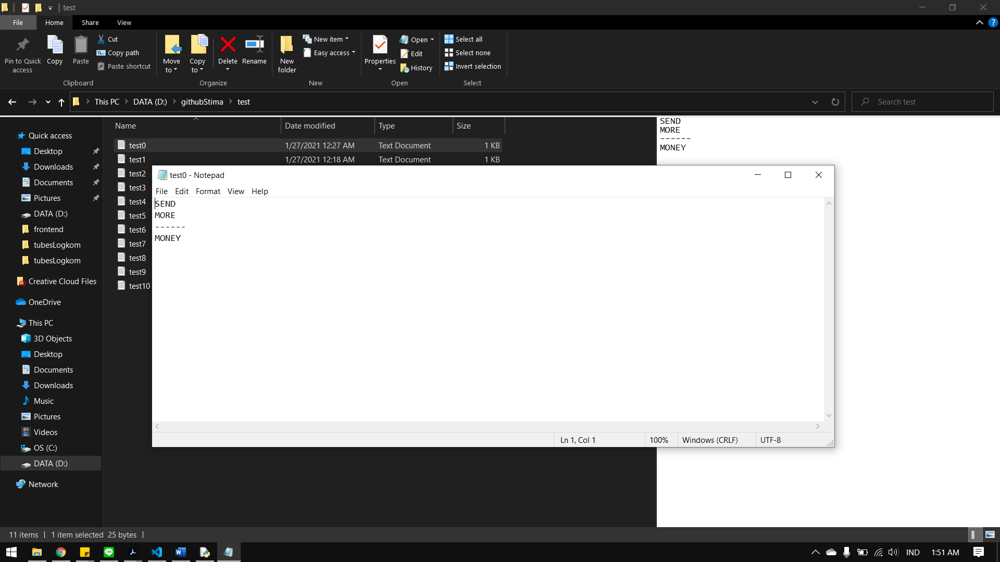 test
File
Home
Share
View
Pin to Quick access
Copy
Paste
Cut
Copy path
Paste shortcut
Clipboard
Move to
Copy to
Delete
Rename
Organize
New folder
New item
Easy access
New
Properties
Open
Edit
History
Open
Select all
Select none
Invert selection
Select
This PC > DATA (D:) > githubStima > test
Search test
Quick access
Desktop
Downloads
Documents
Pictures
DATA (D:)
frontend
tubesLogkom
tubesLogkom
Creative Cloud Files
OneDrive
This PC
3D Objects
Desktop
Documents
Downloads
Music
Pictures
Videos
OS (C:)
DATA (D:)
Network
Name Date modified Type Size
test0 1/27/2021 12:27 AM Text Document 1 KB
test1 1/27/2021 12:18 AM Text Document 1 KB
test2
test3
test4
test5
test6
test7
test8
test9
test10
SEND
MORE
------
MONEY
test0 - Notepad
File Edit Format View Help
SEND
MORE
------
MONEY
Ln 1, Col 1 100% Windows (CRLF) UTF-8
11 items 1 item selected 25 bytes
IND 1:51 AM